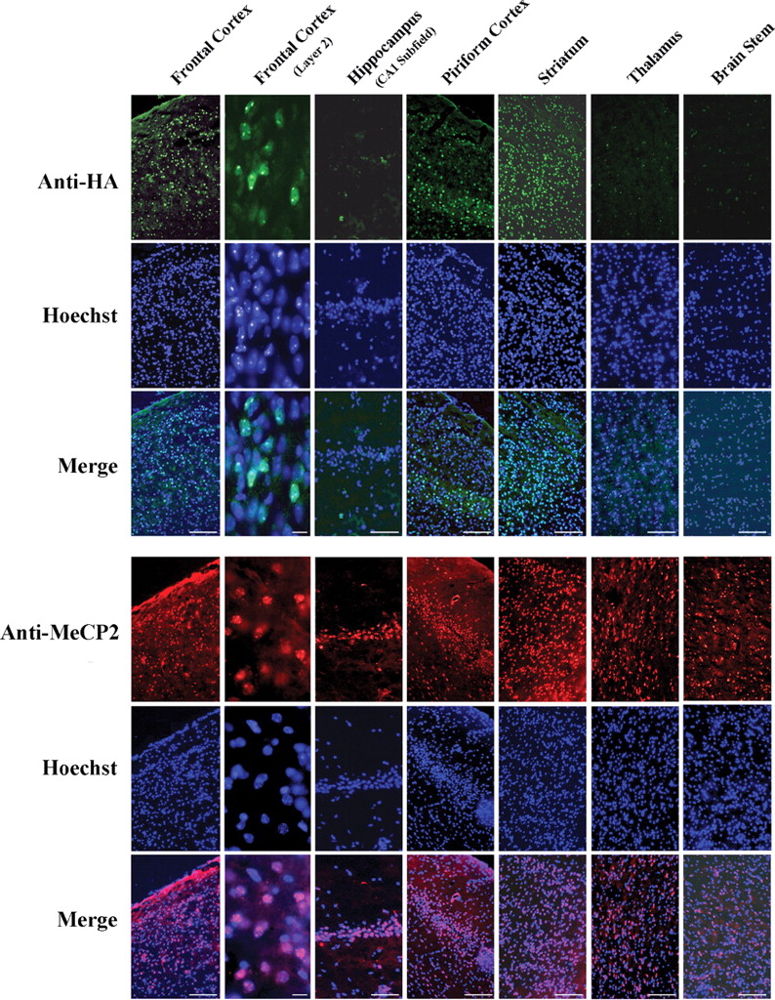 Frontal Cortex
Frontal Cortex
(Layer 2)
Hippocampus
(CA1 Subfield)
Piriform Cortex
Striatum
Thalamus
Brain Stem
Anti-HA
Hoechst
Merge
Anti-MeCP2
Hoechst
Merge